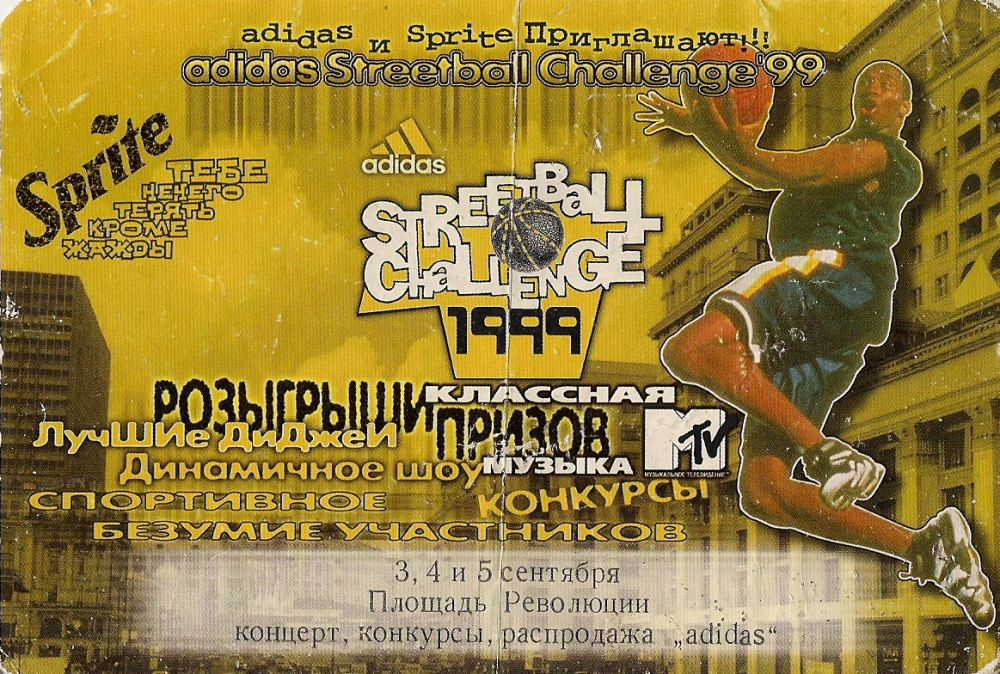 adidas и Sprite Приглашают!!!
adidas Streetball Challenge'99
Sprite
ТЕБЕ
НЕЧЕГО
ТЕРЯТЬ
КРОМЕ
ЖАЖДЫ
adidas
STREETBALL
CHALLENGE
1999
РОЗЫГРЫШИ
ПРИЗОВ
КЛАССНАЯ
МУЗЫКА
MTV
МУЗЫКАЛЬНОЕ ТЕЛЕВИДЕНИЕ
ЛучШИе ДиДжеИ
Динамичное шоу
КОНКУРСЫ
СПОРТИВНОЕ
БЕЗУМИЕ УЧАСТНИКОВ
3, 4 и 5 сентября
Площадь Революции
концерт, конкурсы, распродажа „adidas“